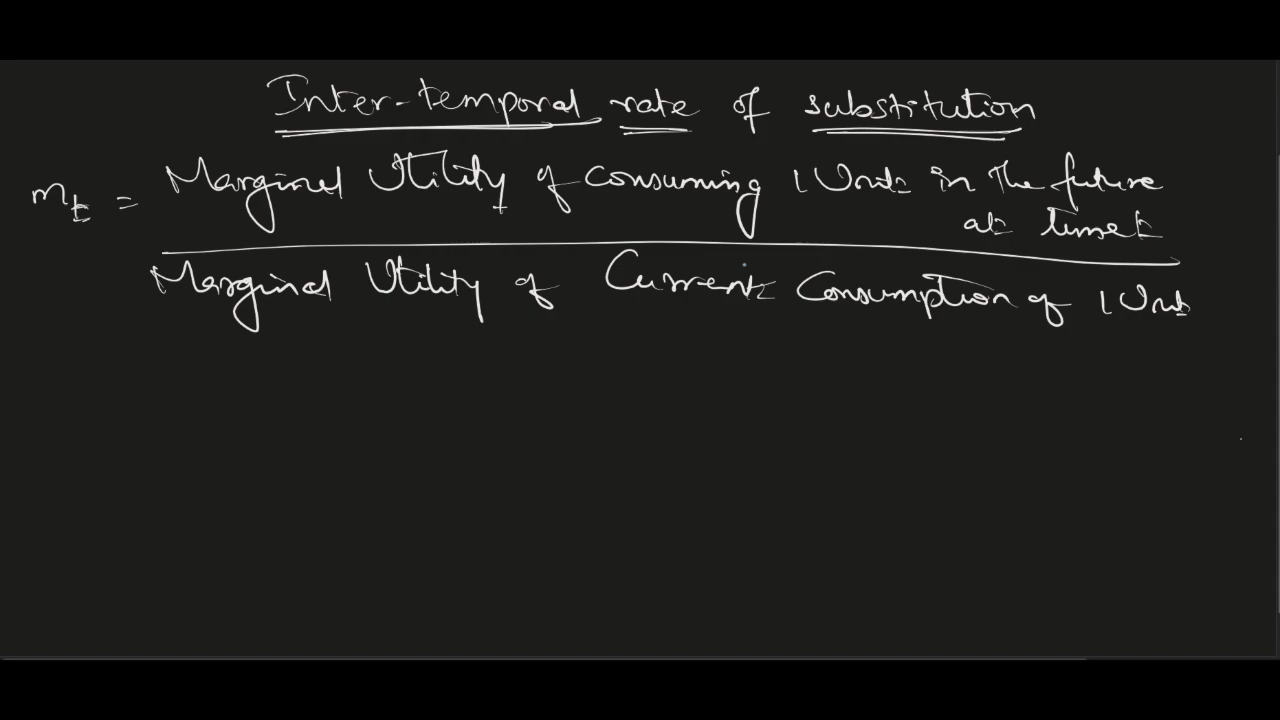 Inter-temporal rate of substitution
m_t = Marginal Utility of consuming 1 Unit in the future
at time t
Marginal Utility of Current Consumption of 1 Unit